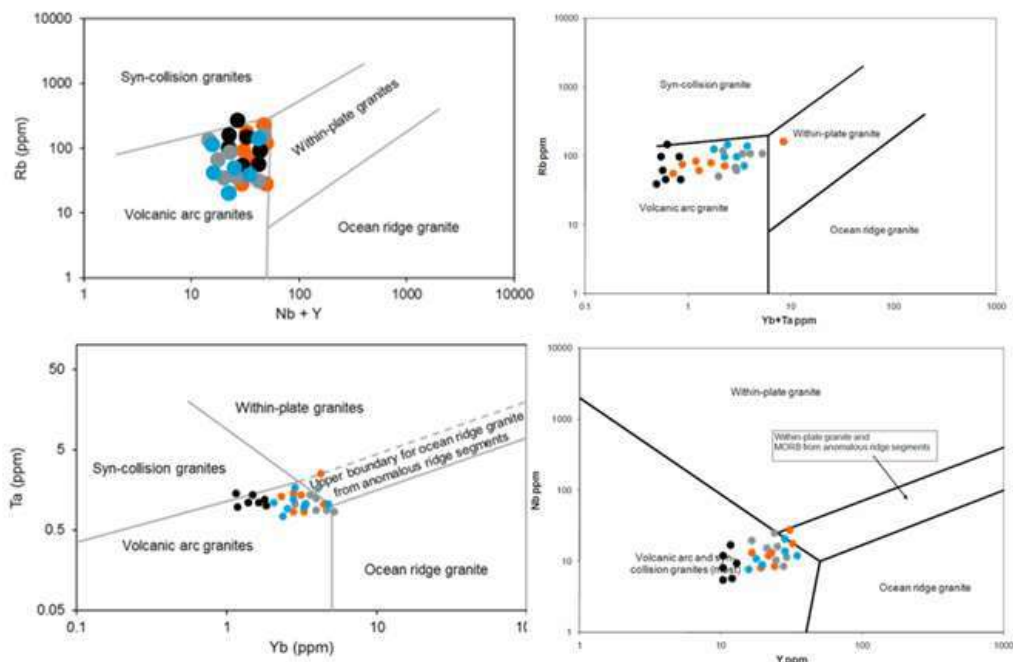 10000
1000
100
10
1
Rb (ppm)
Syn-collision granites
Within-plate granites
Volcanic arc granites
Ocean ridge granite
1
10
100
1000
10000
Nb + Y
10000
1000
100
10
1
Rb ppm
Syn-collision granite
Within-plate granite
Volcanic arc granite
Ocean ridge granite
0.1
1
10
100
1000
Yb+Ta ppm
50
5
0.5
0.05
Ta (ppm)
Within-plate granites
Syn-collision granites
Upper boundary for ocean ridge granite
from anomalous ridge segments
Volcanic arc granites
Ocean ridge granite
0.1
1
10
Yb (ppm)
10000
1000
100
10
1
Nb ppm
Within-plate granite
Within-plate granite and
MORB from anomalous ridge segments
Volcanic arc and
collision granites
Ocean ridge granite
1
10
100
1000
Y ppm